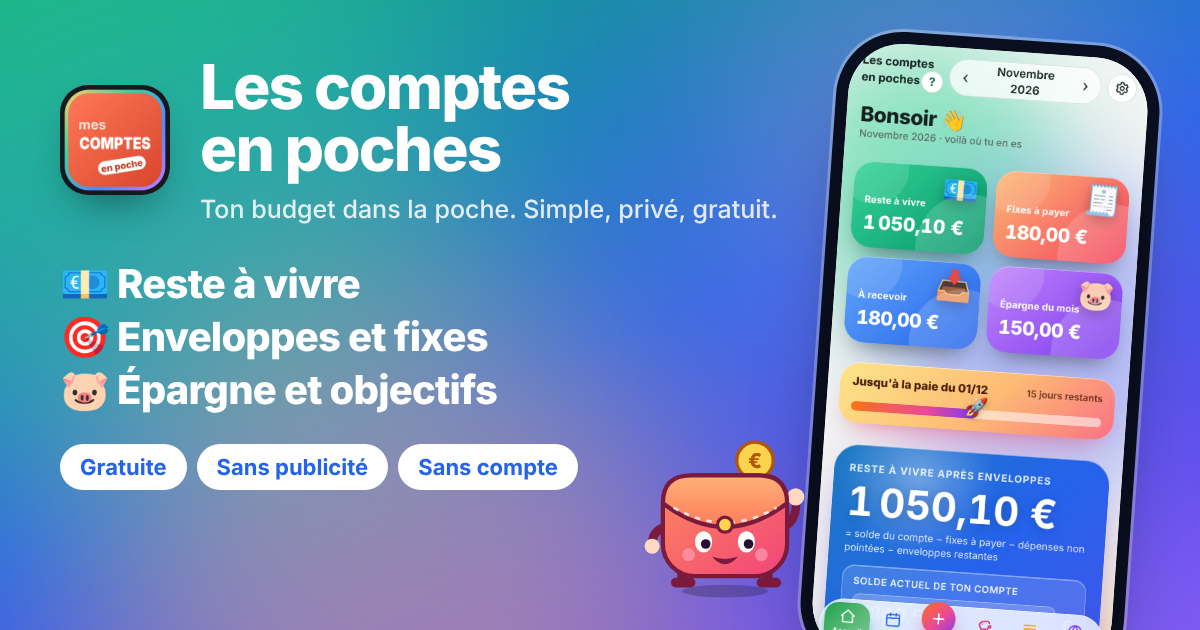 mes
COMPTES
en poche
Les comptes
en poches
Ton budget dans la poche. Simple, privé, gratuit.
Reste à vivre
Enveloppes et fixes
Épargne et objectifs
Gratuite
Sans publicité
Sans compte
€
Les comptes
en poches ?
‹ Novembre ›
2026
Bonsoir 👋
Novembre 2026 · voilà où tu en es
Reste à vivre
1 050,10 €
Fixes à payer
180,00 €
À recevoir
180,00 €
Épargne du mois
150,00 €
Jusqu'à la paie du 01/12
15 jours restants
RESTE À VIVRE APRÈS ENVELOPPES
1 050,10 €
= solde du compte – fixes à payer – dépenses non
pointées – enveloppes restantes
SOLDE ACTUEL DE TON COMPTE